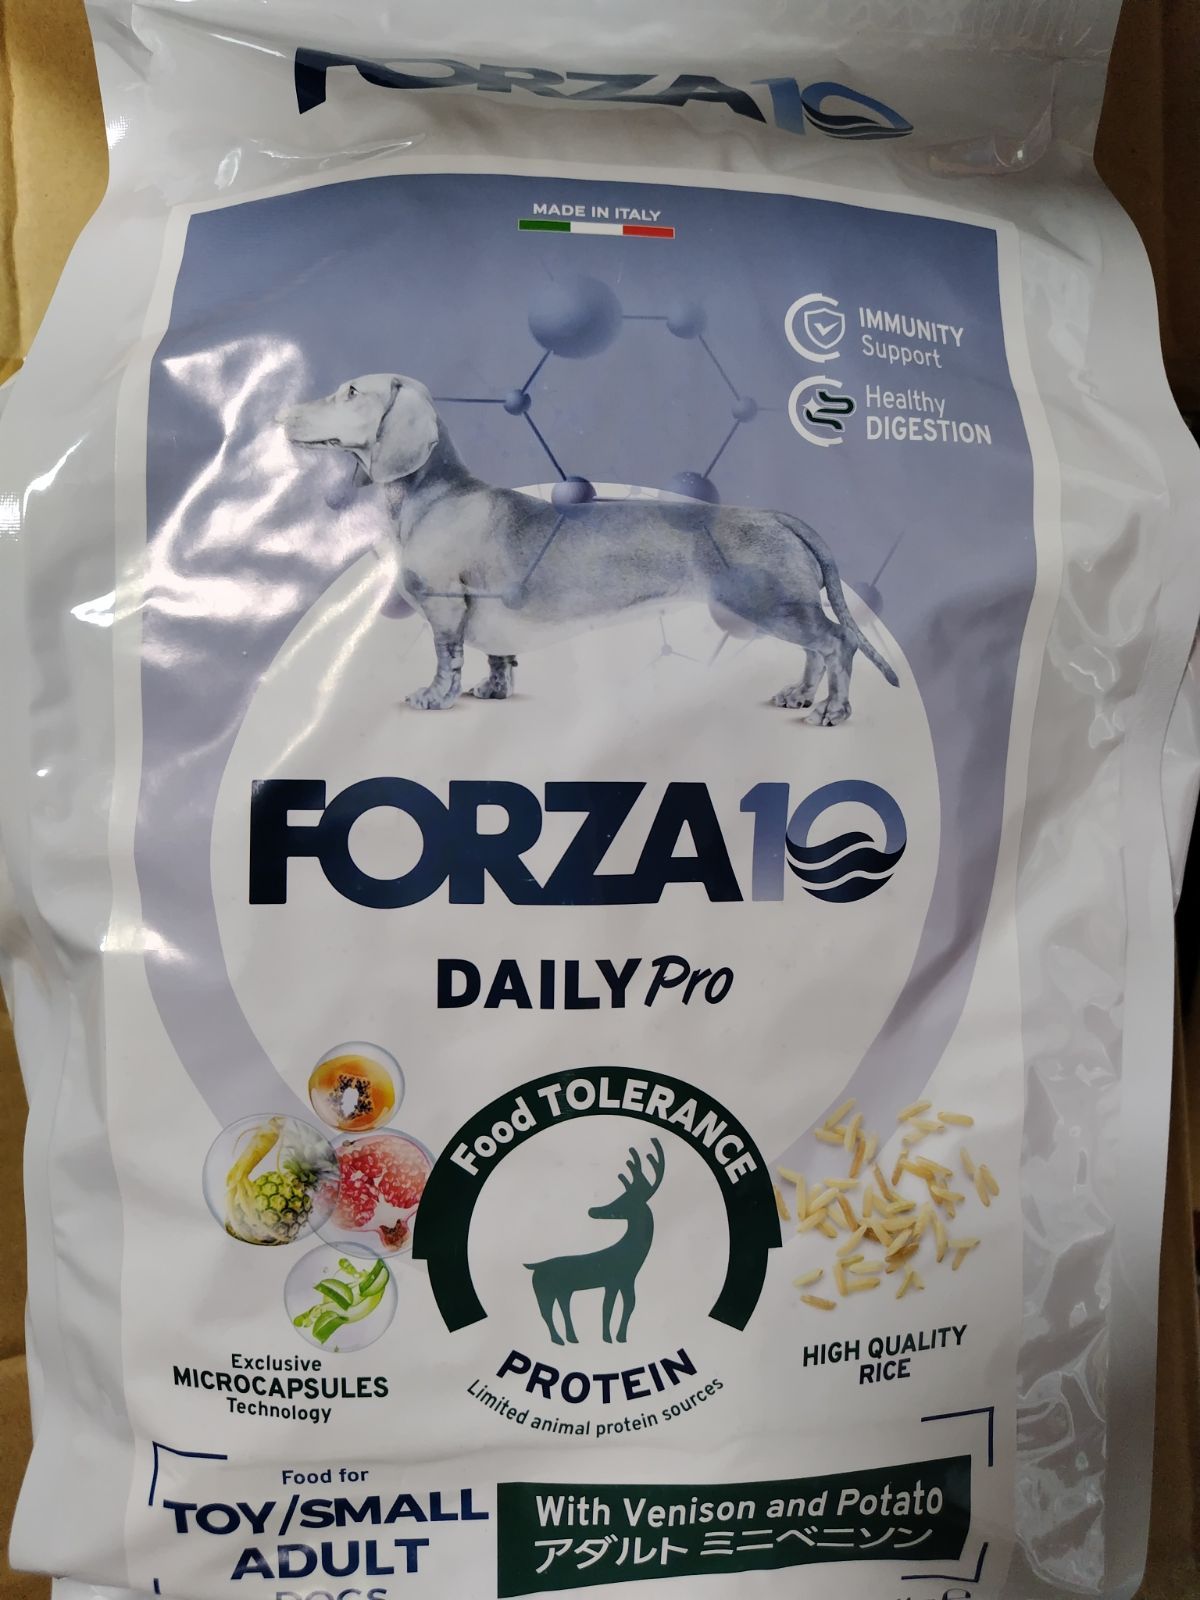 FORZA10
MADE IN ITALY
IMMUNITY
Support
Healthy
DIGESTION
FORZA10
DAILY Pro
Food TOLERANCE
PROTEIN
Limited animal protein sources
Exclusive
MICROCAPSULES
Technology
HIGH QUALITY
RICE
Food for
TOY/SMALL
ADULT
DOGS
With Venison and Potato
アダルト ミニベニソン